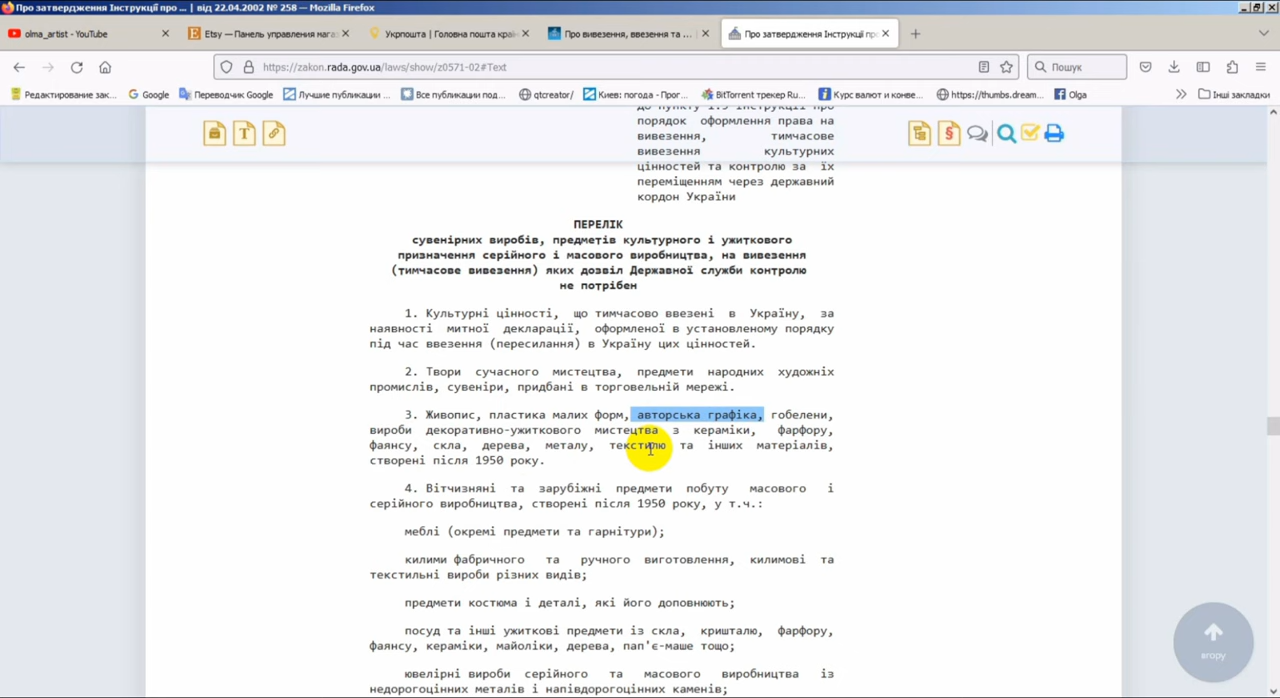 Про затвердження Інструкції про ... | від 22.04.2002 № 258 — Mozilla Firefox
olma_artist - YouTube
Etsy — Панель управления мага
Укрпошта | Головна пошта краї
Про вивезення, ввезення та ...
Про затвердження Інструкції про
https://zakon.rada.gov.ua/laws/show/z0571-02#Text
Пошук
Редактирование зак...
Google
Переводчик Google
Лучшие публикации ...
Все публикации под...
qtcreator/
Киев: погода - Прог...
BitTorrent трекер Ru...
Курс валют и конве...
https://thumbs.dream...
Olga
Інші закладки
до пункту 1.5 Інструкції про
порядок оформлення права на
вивезення, тимчасове
вивезення культурних
цінностей та контролю за їх
переміщенням через державний
кордон України
ПЕРЕЛІК
сувенірних виробів, предметів культурного і ужиткового
призначення серійного і масового виробництва, на вивезення
(тимчасове вивезення) яких дозвіл Державної служби контролю
не потрібен
1. Культурні цінності, що тимчасово ввезені в Україну, за
наявності митної декларації, оформленої в установленому порядку
під час ввезення (пересилання) в Україну цих цінностей.
2. Твори сучасного мистецтва, предмети народних художніх
промислів, сувеніри, придбані в торговельній мережі.
3. Живопис, пластика малих форм, авторська графіка, гобелени,
вироби декоративно-ужиткового мистецтва з кераміки, фарфору,
фаянсу, скла, дерева, металу, текстилю та інших матеріалів,
створені після 1950 року.
4. Вітчизняні та зарубіжні предмети побуту масового і
серійного виробництва, створені після 1950 року, у т.ч.:
меблі (окремі предмети та гарнітури);
килими фабричного та ручного виготовлення, килимові та
текстильні вироби різних видів;
предмети костюма і деталі, які його доповнюють;
посуд та інші ужиткові предмети із скла, кришталю, фарфору,
фаянсу, кераміки, майоліки, дерева, пап'є-маше тощо;
ювелірні вироби серійного та масового виробництва із
недорогоцінних металів і напівдорогоцінних каменів;
вгору